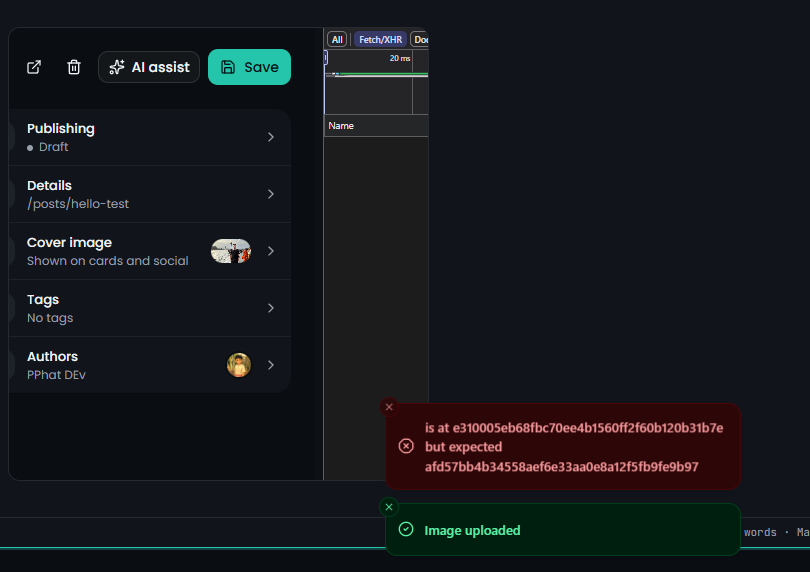 AI assist
Save
Publishing
Draft
Details
/posts/hello-test
Cover image
Shown on cards and social
Tags
No tags
Authors
PPhat DEv
All
Fetch/XHR
Doc
20 ms
Name
is at e310005eb68fbc70ee4b1560ff2f60b120b31b7e
but expected
afd57bb4b34558aef6e33aa0e8a12f5fb9fe9b97
Image uploaded
words · Ma